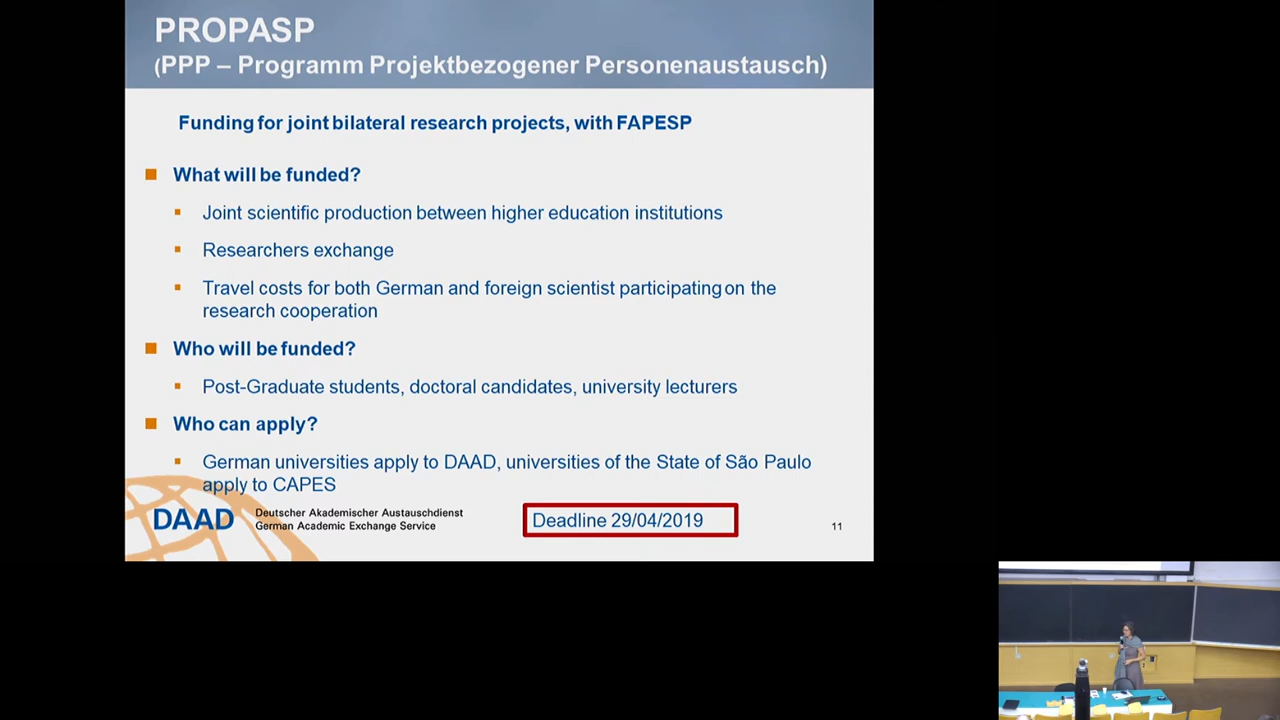 PROPASP
(PPP – Programm Projektbezogener Personenaustausch)
Funding for joint bilateral research projects, with FAPESP
What will be funded?
Joint scientific production between higher education institutions
Researchers exchange
Travel costs for both German and foreign scientist participating on the
research cooperation
Who will be funded?
Post-Graduate students, doctoral candidates, university lecturers
Who can apply?
German universities apply to DAAD, universities of the State of São Paulo
apply to CAPES
DAAD
Deutscher Akademischer Austauschdienst
German Academic Exchange Service
Deadline 29/04/2019
11